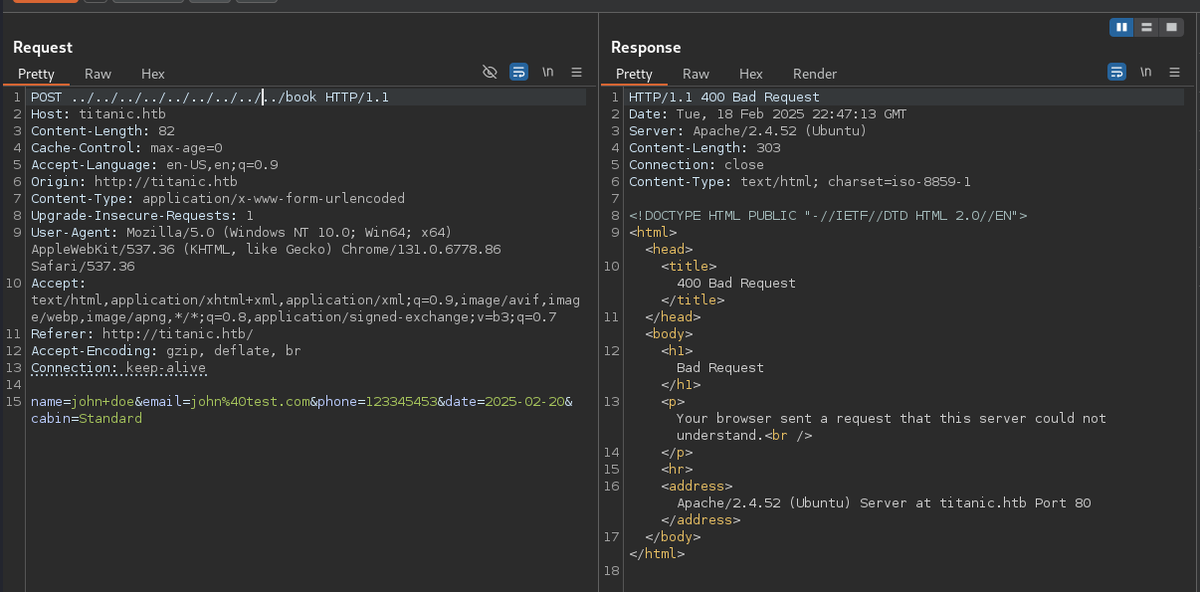 Request
Pretty Raw Hex \n
1 POST ../../../../../../../../../book HTTP/1.1
2 Host: titanic.htb
3 Content-Length: 82
4 Cache-Control: max-age=0
5 Accept-Language: en-US,en;q=0.9
6 Origin: http://titanic.htb
7 Content-Type: application/x-www-form-urlencoded
8 Upgrade-Insecure-Requests: 1
9 User-Agent: Mozilla/5.0 (Windows NT 10.0; Win64; x64)
AppleWebKit/537.36 (KHTML, like Gecko) Chrome/131.0.6778.86
Safari/537.36
10 Accept:
text/html,application/xhtml+xml,application/xml;q=0.9,image/avif,imag
e/webp,image/apng,*/*;q=0.8,application/signed-exchange;v=b3;q=0.7
11 Referer: http://titanic.htb/
12 Accept-Encoding: gzip, deflate, br
13 Connection: keep-alive
14
15 name=john+doe&email=john%40test.com&phone=123345453&date=2025-02-20&
cabin=Standard
Response
Pretty Raw Hex Render \n
1 HTTP/1.1 400 Bad Request
2 Date: Tue, 18 Feb 2025 22:47:13 GMT
3 Server: Apache/2.4.52 (Ubuntu)
4 Content-Length: 303
5 Connection: close
6 Content-Type: text/html; charset=iso-8859-1
7
8 <!DOCTYPE HTML PUBLIC "-//IETF//DTD HTML 2.0//EN">
9 <html>
<head>
10 <title>
400 Bad Request
</title>
11 </head>
<body>
12 <h1>
Bad Request
</h1>
13 <p>
Your browser sent a request that this server could not
understand.<br />
14 </p>
15 <hr>
16 <address>
Apache/2.4.52 (Ubuntu) Server at titanic.htb Port 80
</address>
17 </body>
</html>
18